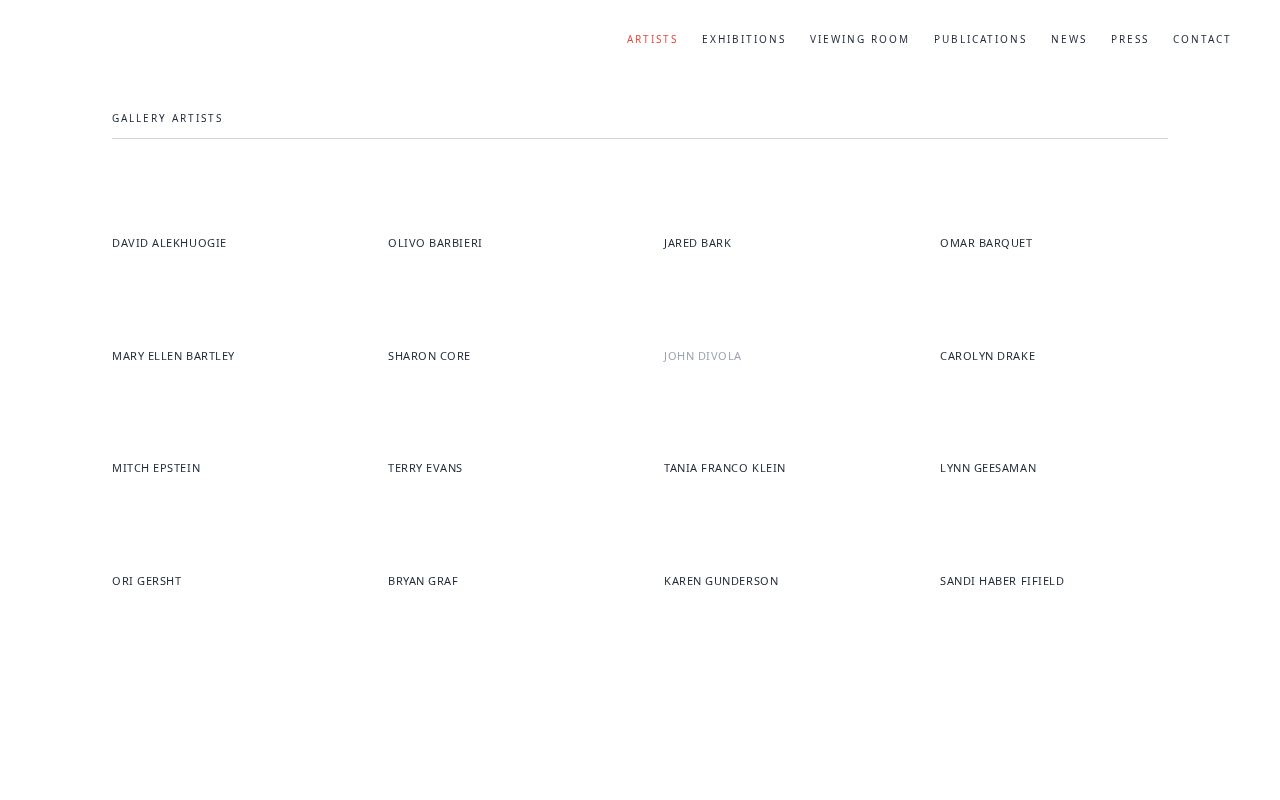 ARTISTS EXHIBITIONS VIEWING ROOM PUBLICATIONS NEWS PRESS CONTACT
GALLERY ARTISTS
DAVID ALEKHUOGIE OLIVO BARBIERI JARED BARK OMAR BARQUET
MARY ELLEN BARTLEY SHARON CORE JOHN DIVOLA CAROLYN DRAKE
MITCH EPSTEIN TERRY EVANS TANIA FRANCO KLEIN LYNN GEESAMAN
ORI GERSHT BRYAN GRAF KAREN GUNDERSON SANDI HABER FIFIELD